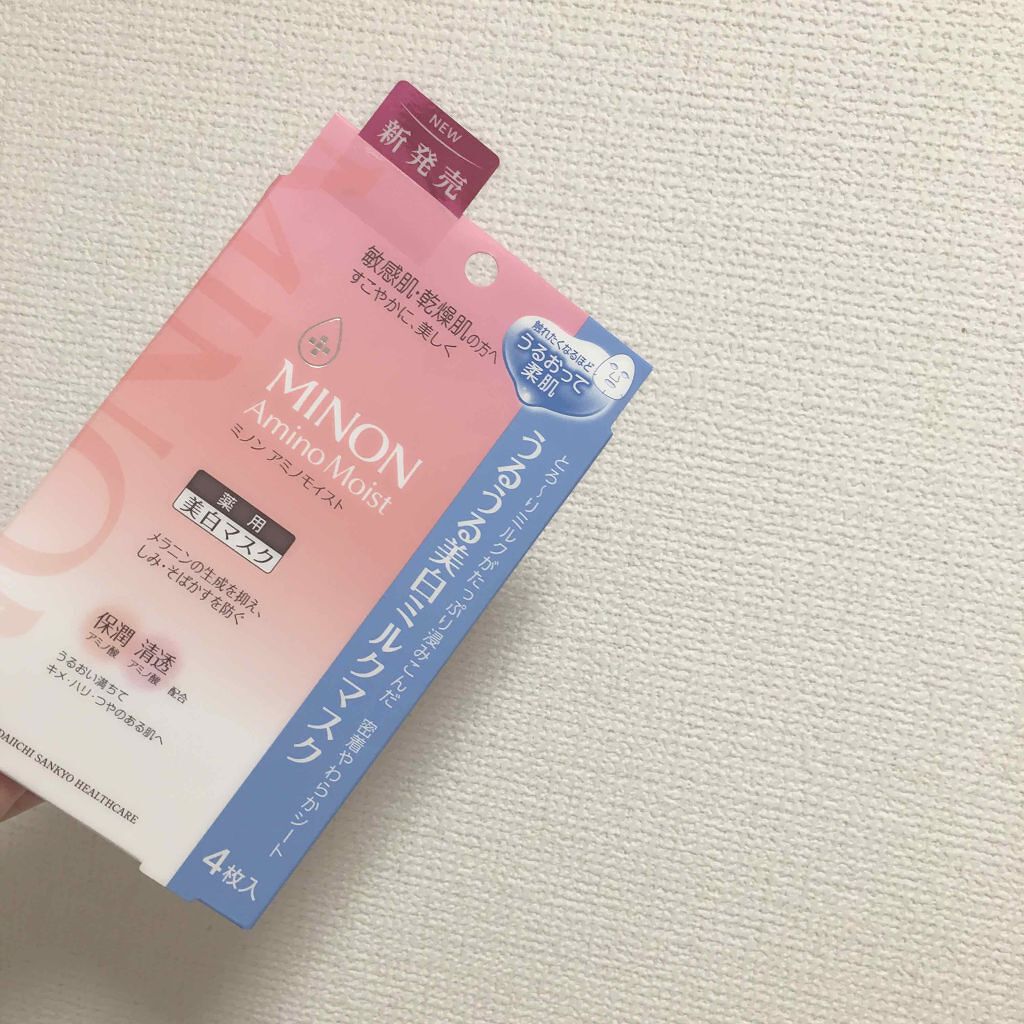 NEW
新発売
敏感肌・乾燥肌の方へ
すこやかに、美しく
MINON
Amino Moist
ミノン アミノモイスト
薬用
美白マスク
メラニンの生成を抑え、
しみ・そばかすを防ぐ
保潤 清透
アミノ酸 アミノ酸 配合
うるおい満ちて
キメ・ハリ・つやのある肌へ
DAIICHI SANKYO HEALTHCARE
触れたくなるほど
うるおって
柔肌
とろ〜りミルクがたっぷり浸みこんだ 密着やわらかシート
うるうる美白ミルクマスク
4枚入
MINON